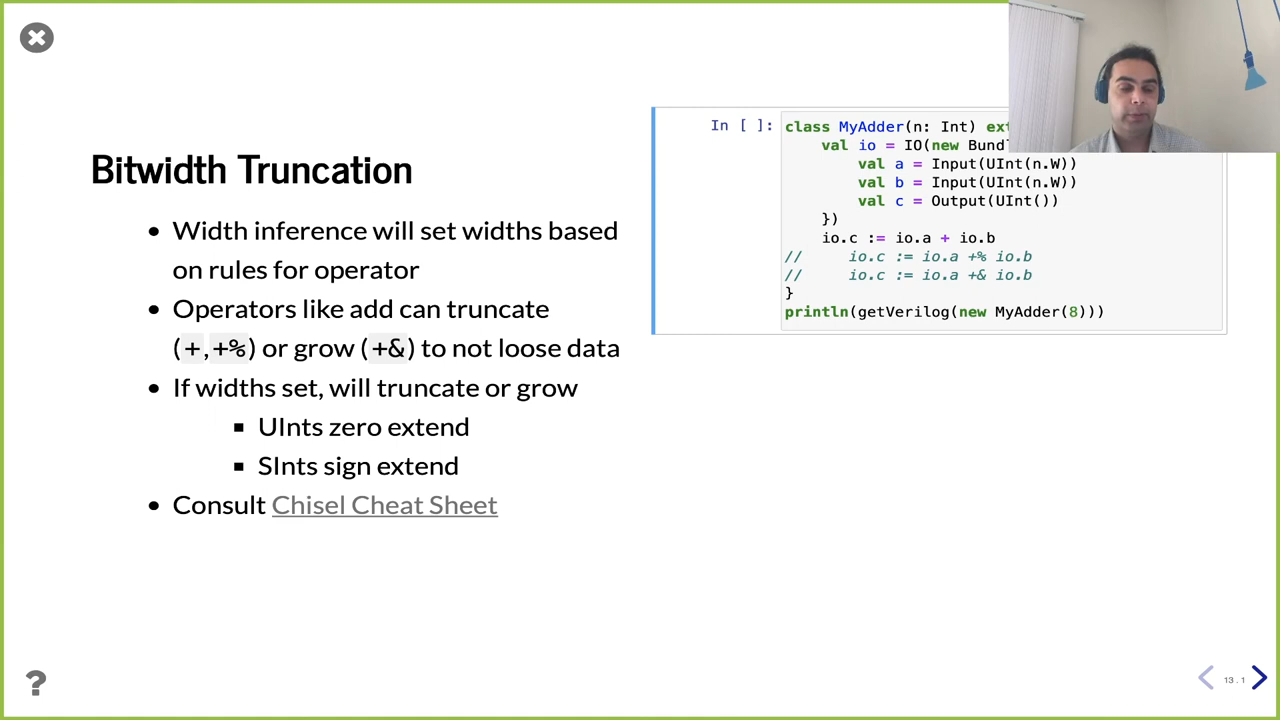 Bitwidth Truncation
Width inference will set widths based
on rules for operator
Operators like add can truncate
(+,+%) or grow (+&) to not loose data
If widths set, will truncate or grow
UInts zero extend
SInts sign extend
Consult Chisel Cheat Sheet
In [ ]:
class MyAdder(n: Int) ext
val io = IO(new Bundl
val a = Input(UInt(n.W))
val b = Input(UInt(n.W))
val c = Output(UInt())
})
io.c := io.a + io.b
// io.c := io.a +% io.b
// io.c := io.a +& io.b
}
println(getVerilog(new MyAdder(8)))
?
13 . 1